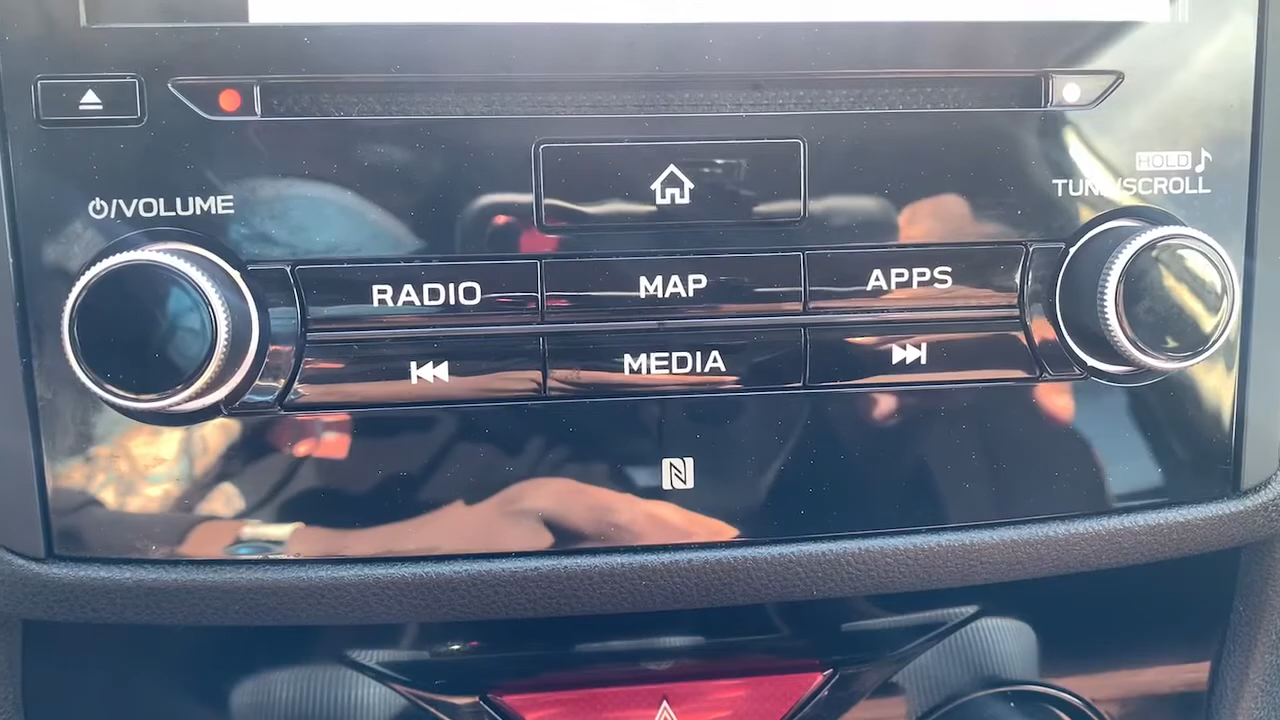 HOLD
⏻/VOLUME
TUNE/SCROLL
RADIO
MAP
APPS
MEDIA